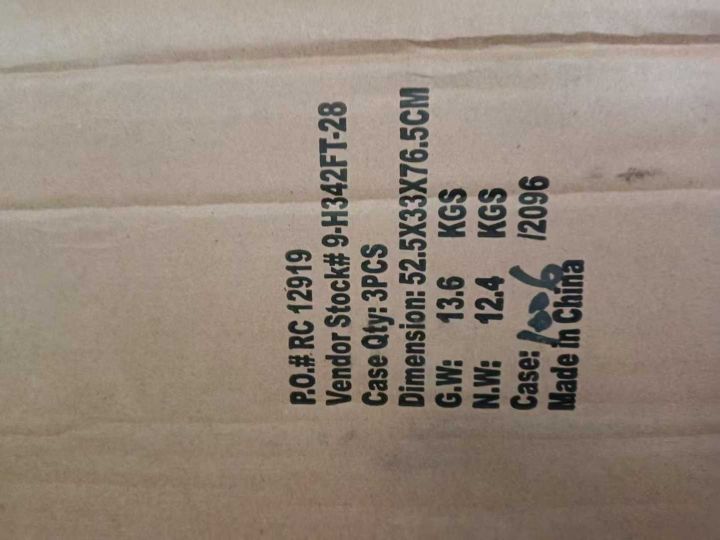 P.O.# RC 12919
Vendor Stock# 9-H342FT-28
Case Qty: 3PCS
Dimension: 52.5X33X76.5CM
G.W: 13.6 KGS
N.W: 12.4 KGS
Case: 1006 /2096
Made in China